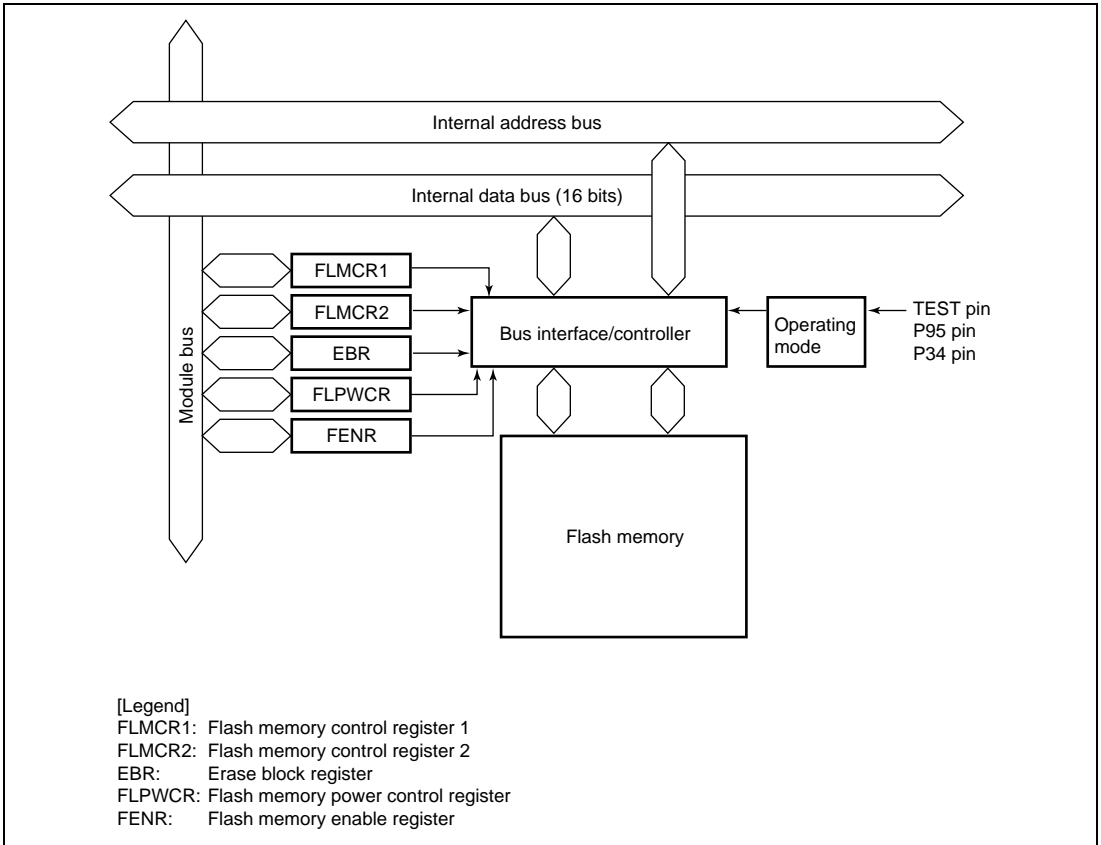 Internal address bus
Internal data bus (16 bits)
Module bus
FLMCR1
FLMCR2
EBR
FLPWCR
FENR
Bus interface/controller
Operating
mode
TEST pin
P95 pin
P34 pin
Flash memory
[Legend]
FLMCR1: Flash memory control register 1
FLMCR2: Flash memory control register 2
EBR: Erase block register
FLPWCR: Flash memory power control register
FENR: Flash memory enable register